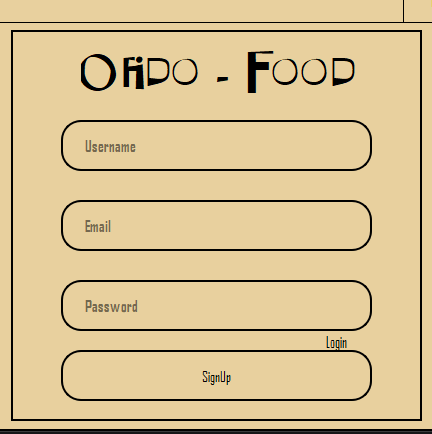 OfiDO - FOOD
Username
Email
Password
Login
SignUp